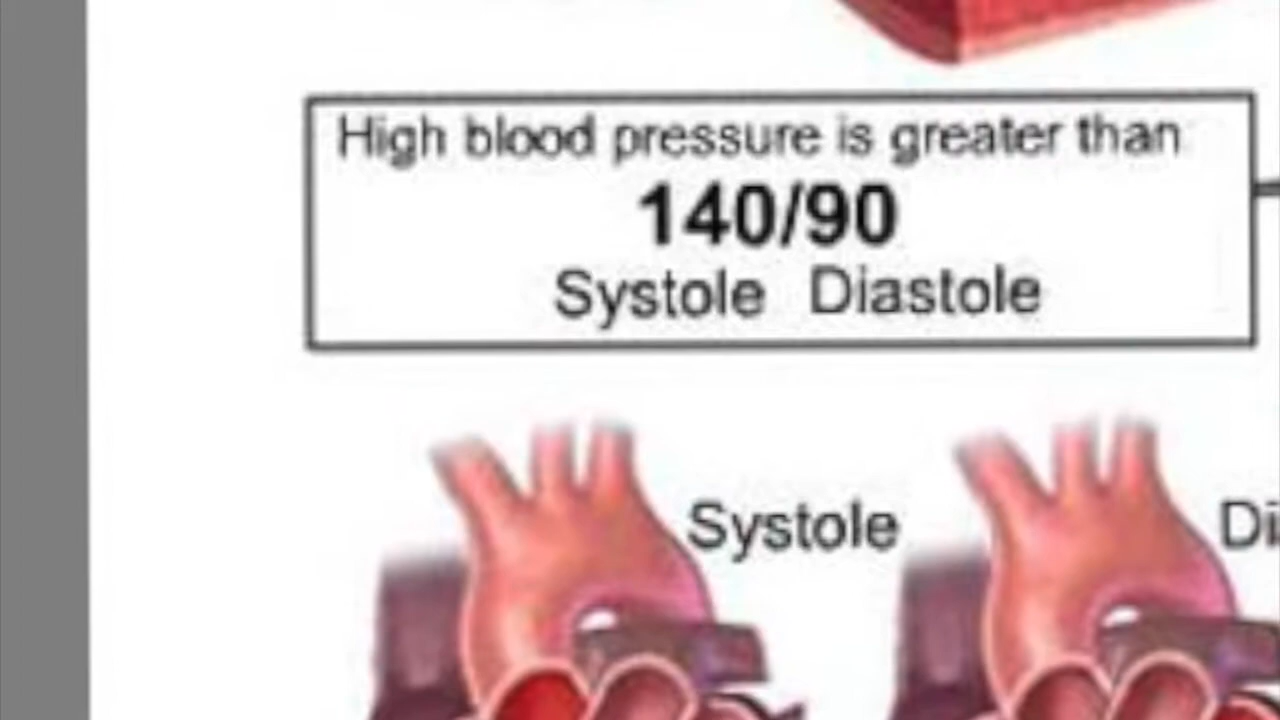 High blood pressure is greater than
140/90
Systole Diastole
Systole